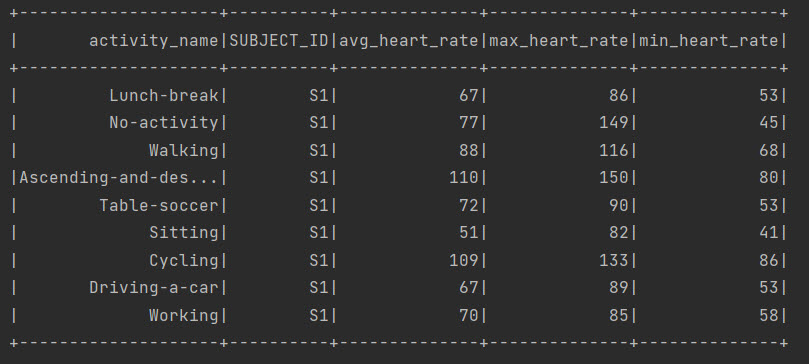 +--------------------+----------+--------------+--------------+--------------+
|       activity_name|SUBJECT_ID|avg_heart_rate|max_heart_rate|min_heart_rate|
+--------------------+----------+--------------+--------------+--------------+
|         Lunch-break|        S1|            67|            86|            53|
|         No-activity|        S1|            77|           149|            45|
|             Walking|        S1|            88|           116|            68|
|Ascending-and-des...|        S1|           110|           150|            80|
|        Table-soccer|        S1|            72|            90|            53|
|             Sitting|        S1|            51|            82|            41|
|             Cycling|        S1|           109|           133|            86|
|       Driving-a-car|        S1|            67|            89|            53|
|             Working|        S1|            70|            85|            58|
+--------------------+----------+--------------+--------------+--------------+